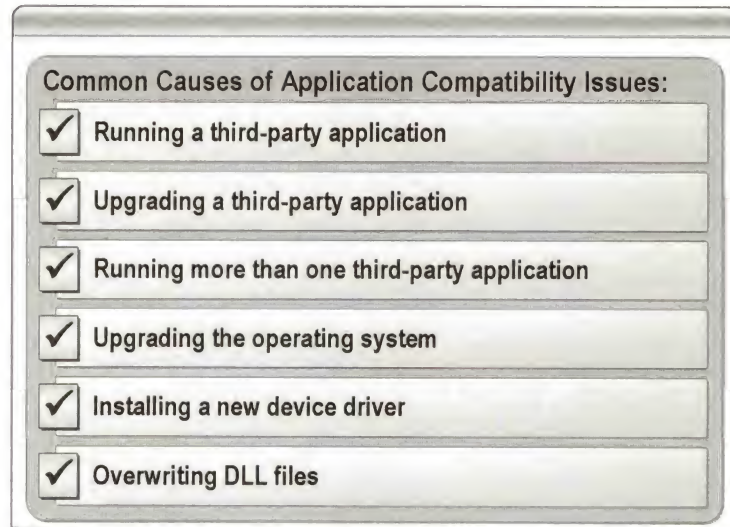 Common Causes of Application Compatibility Issues:
Running a third-party application
Upgrading a third-party application
Running more than one third-party application
Upgrading the operating system
Installing a new device driver
Overwriting DLL files